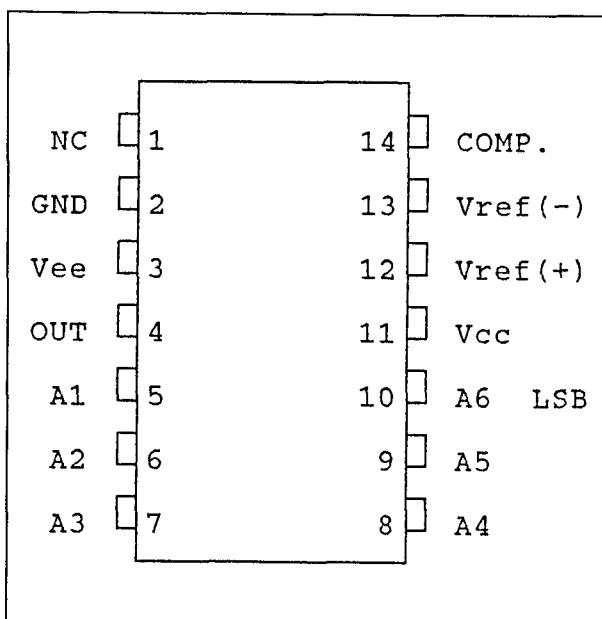 NC 1 14 COMP.
GND 2 13 Vref(-)
Vee 3 12 Vref(+)
OUT 4 11 Vcc
A1 5 10 A6 LSB
A2 6 9 A5
A3 7 8 A4